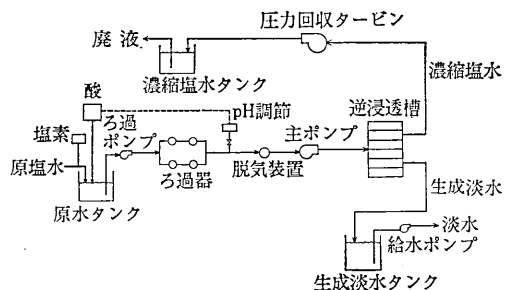 圧力回収タービン
廃液
濃縮塩水タンク
濃縮塩水
酸
pH調節
逆浸透槽
ろ過
ポンプ
主ポンプ
塩素
原塩水
脱気装置
ろ過器
生成淡水
原水タンク
淡水
給水ポンプ
生成淡水タンク